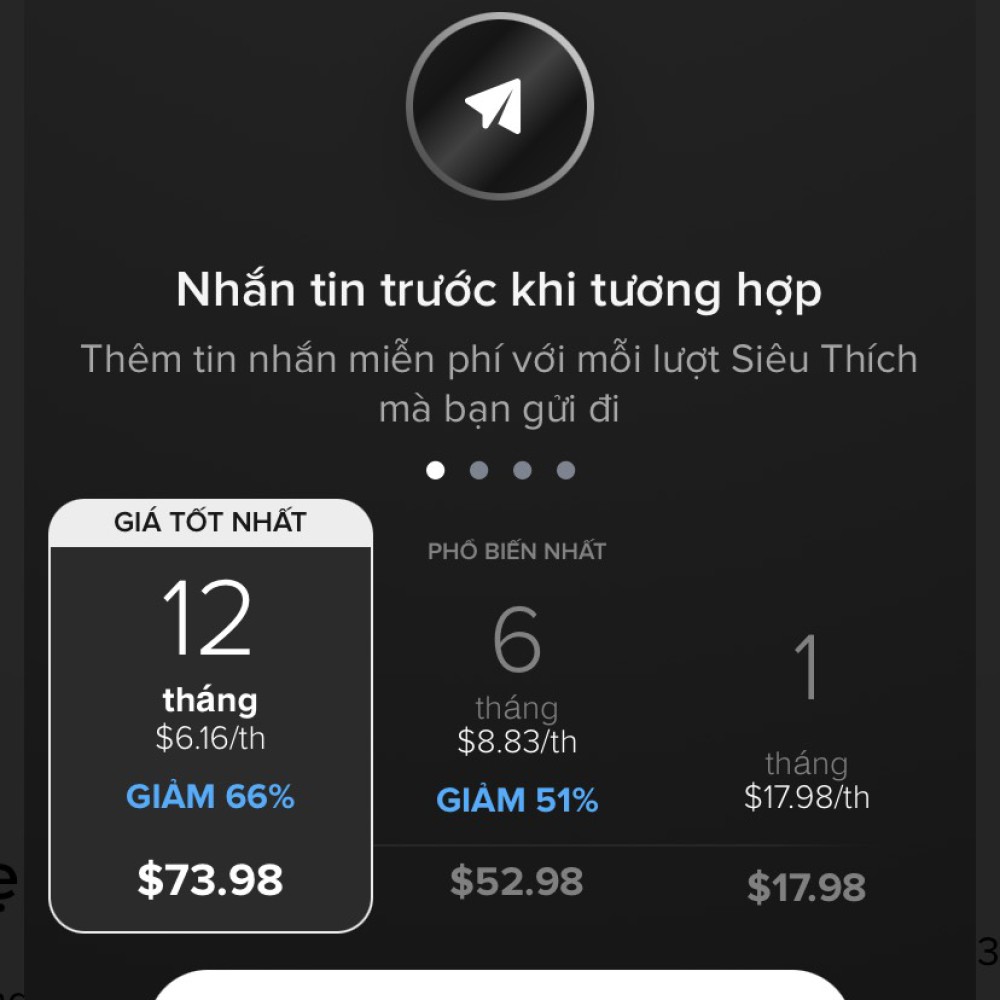 Nhắn tin trước khi tương hợp
Thêm tin nhắn miễn phí với mỗi lượt Siêu Thích
mà bạn gửi đi
GIÁ TỐT NHẤT
12
tháng
$6.16/th
GIẢM 66%
$73.98
PHỔ BIẾN NHẤT
6
tháng
$8.83/th
GIẢM 51%
$52.98
1
tháng
$17.98/th
$17.98